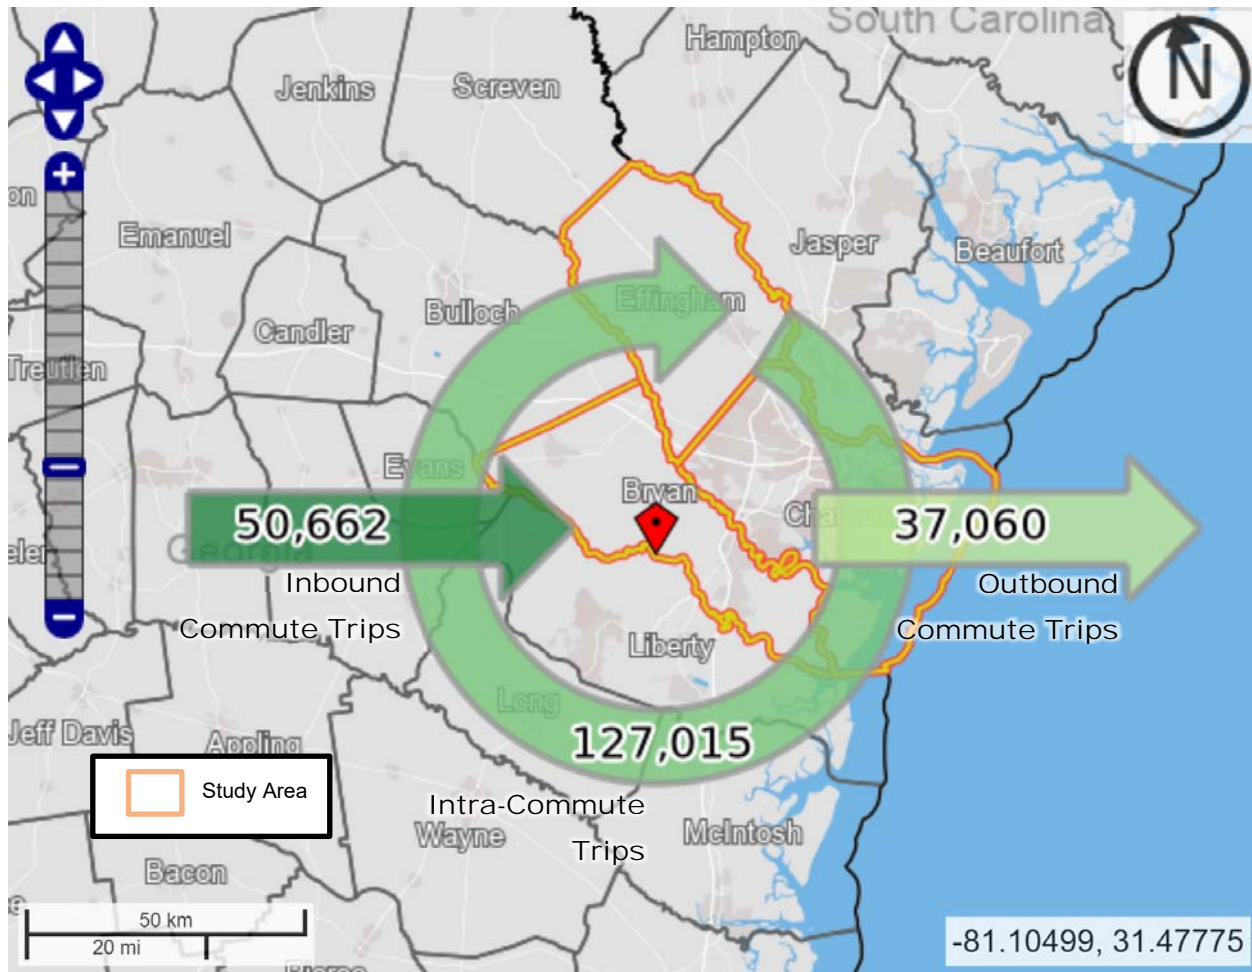 South Carolina
Hampton
N
Jenkins
Screven
on
Emanuel
Jasper
Beaufort
Effingham
Bulloch
Candler
Treutlen
Evans
Bryan
50,662
37,060
Georgia
Inbound
Commute Trips
Outbound
Commute Trips
Liberty
Long
127,015
Jeff Davis
Appling
Study Area
Intra-Commute
Trips
Wayne
McIntosh
Bacon
50 km
20 mi
-81.10499, 31.47775